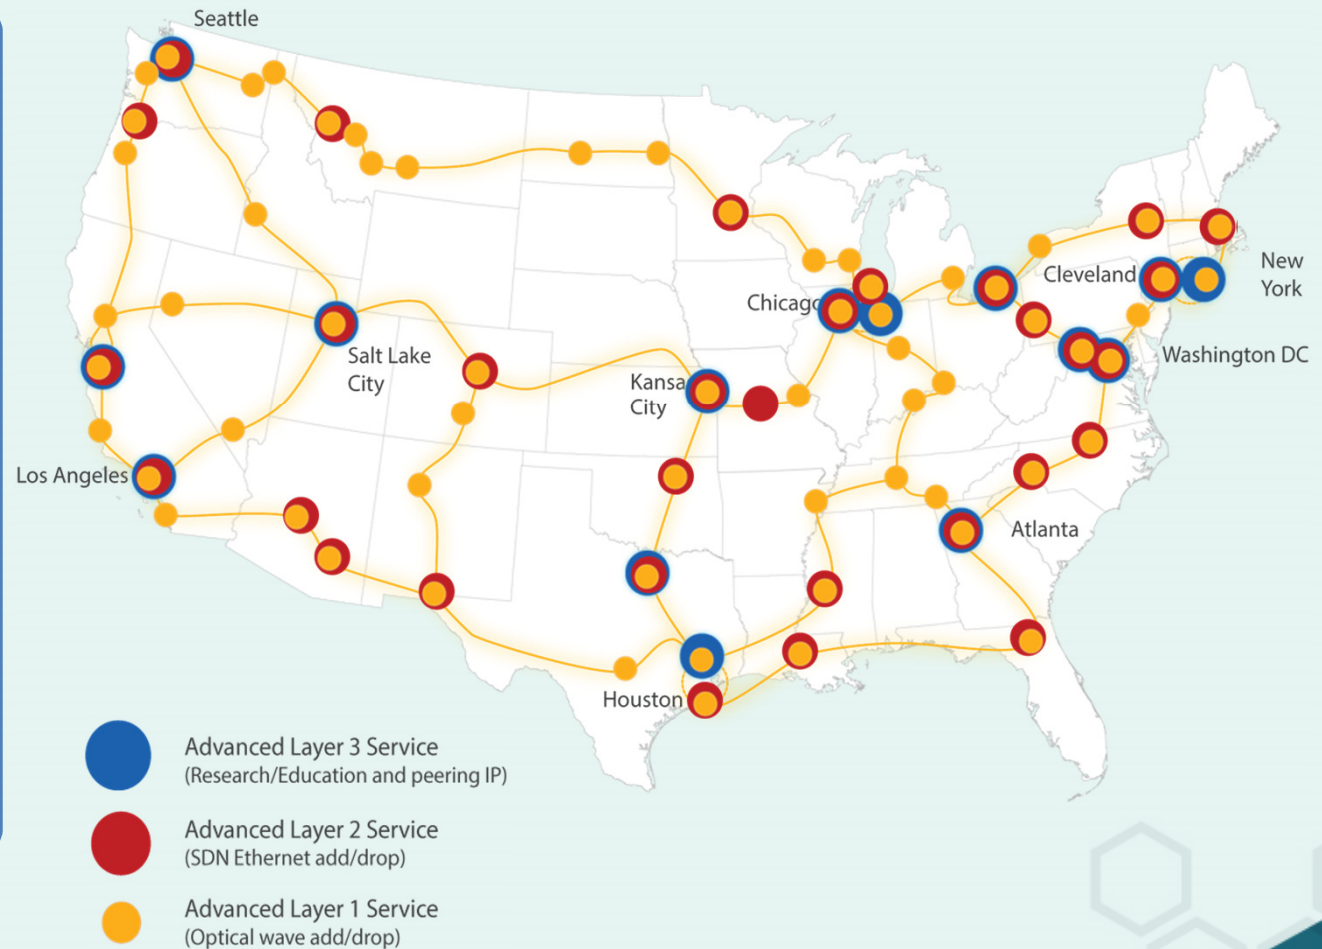 Seattle
Cleveland
New
York
Chicago
Washington DC
Salt Lake
City
Kansa
City
Los Angeles
Atlanta
Houston
Advanced Layer 3 Service
(Research/Education and peering IP)
Advanced Layer 2 Service
(SDN Ethernet add/drop)
Advanced Layer 1 Service
(Optical wave add/drop)